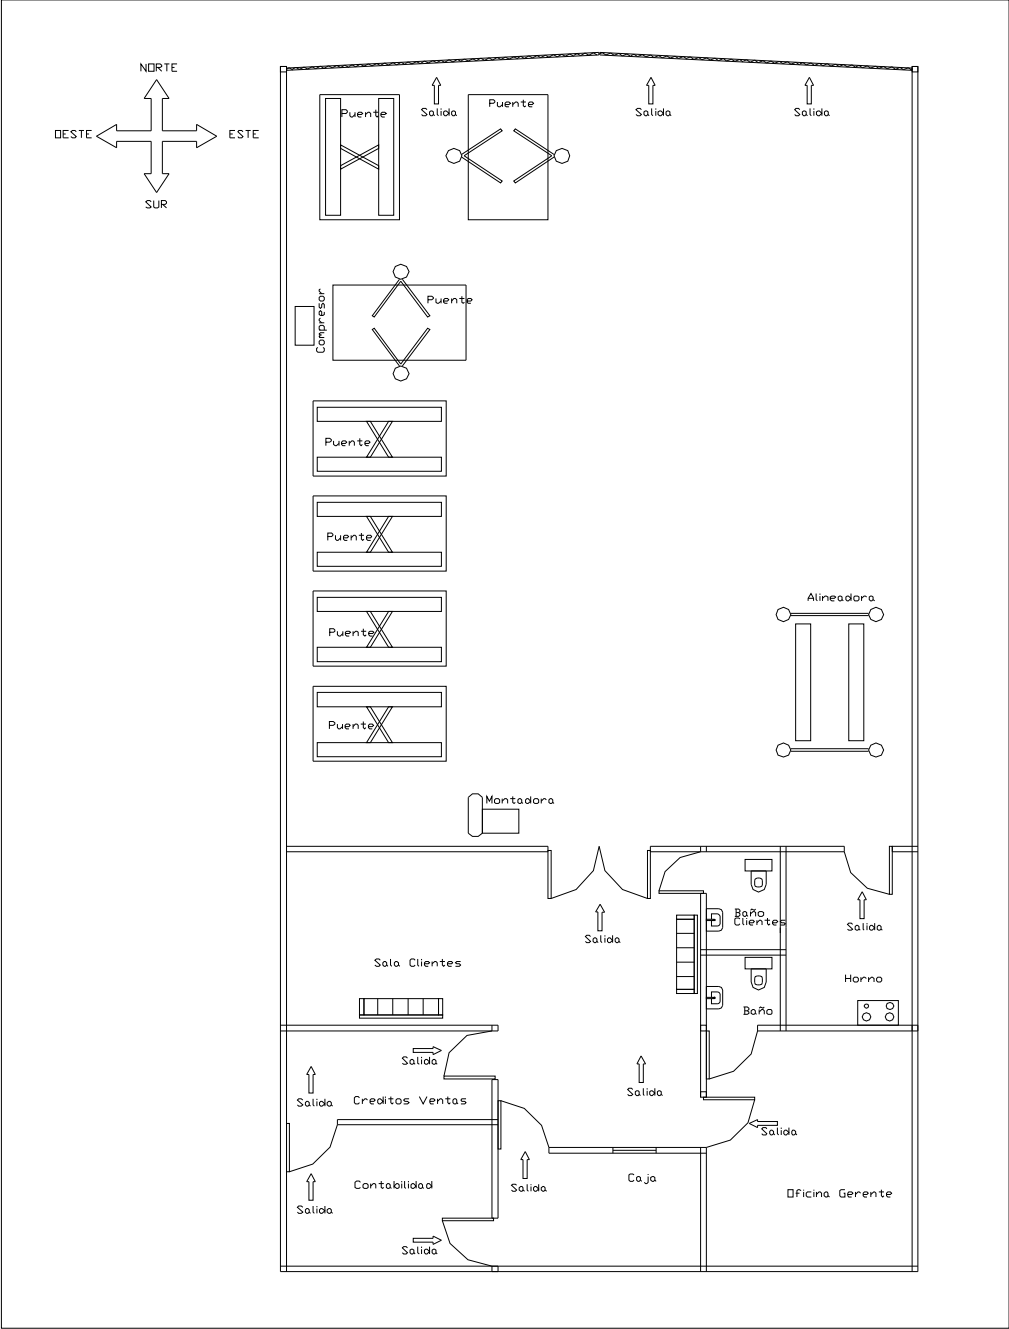 NORTE
OESTE
ESTE
SUR
Puente
Puente
Salida
Salida
Salida
Compresor
Puente
Puente
Puente
Puente
Puente
Alineadora
Montadora
Salida
Baño
Clientes
Salida
Sala Clientes
Horno
Baño
Salida
Salida
Creditos Ventas
Salida
Salida
Caja
Contabilidad
Salida
Oficina Gerente
Salida
Salida